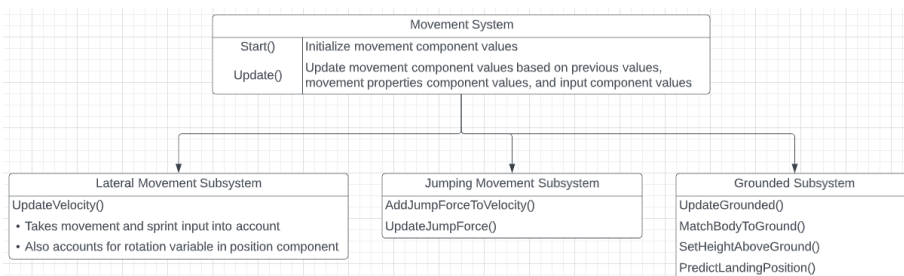 Movement System
Start() Initialize movement component values
Update() Update movement component values based on previous values,
movement properties component values, and input component values
Lateral Movement Subsystem
UpdateVelocity()
• Takes movement and sprint input into account
• Also accounts for rotation variable in position component
Jumping Movement Subsystem
AddJumpForceToVelocity()
UpdateJumpForce()
Grounded Subsystem
UpdateGrounded()
MatchBodyToGround()
SetHeightAboveGround()
PredictLandingPosition()